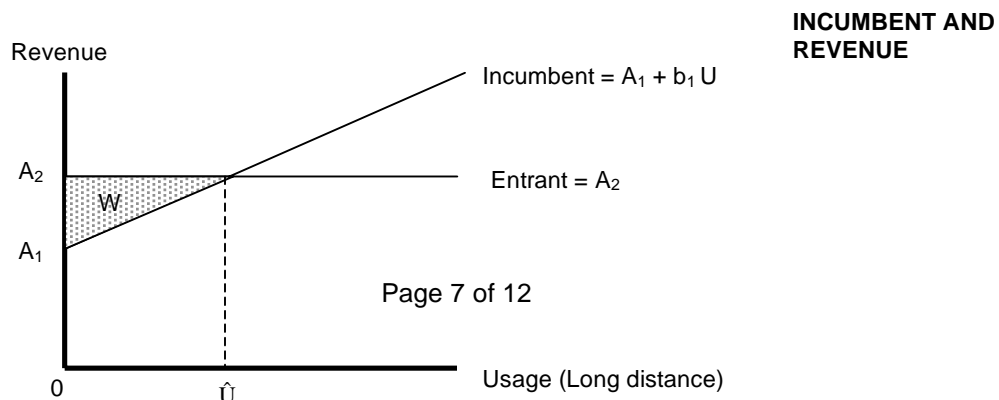 INCUMBENT AND
REVENUE
Revenue
Incumbent = A₁ + b₁ U
A₂
Entrant = A₂
W
A₁
Page 7 of 12
Usage (Long distance)
0
Û